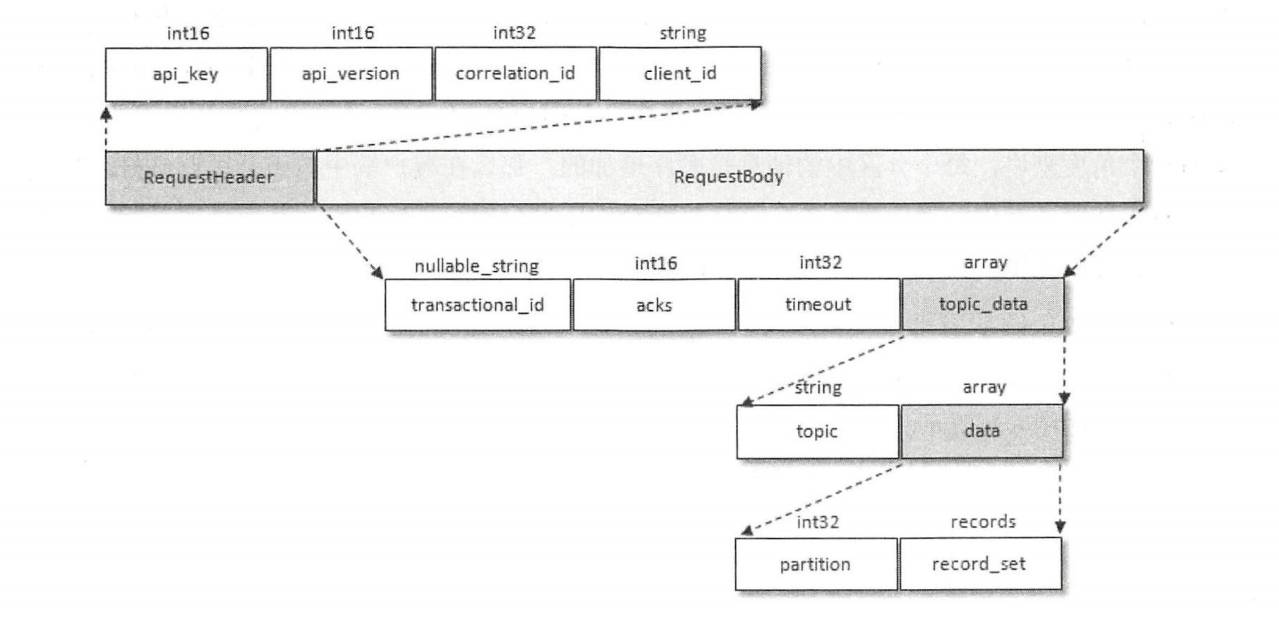 int16 int16 int32 string
api_key api_version correlation_id client_id
RequestHeader RequestBody
nullable_string int16 int32 array
transactional_id acks timeout topic_data
string array
topic data
int32 records
partition record_set